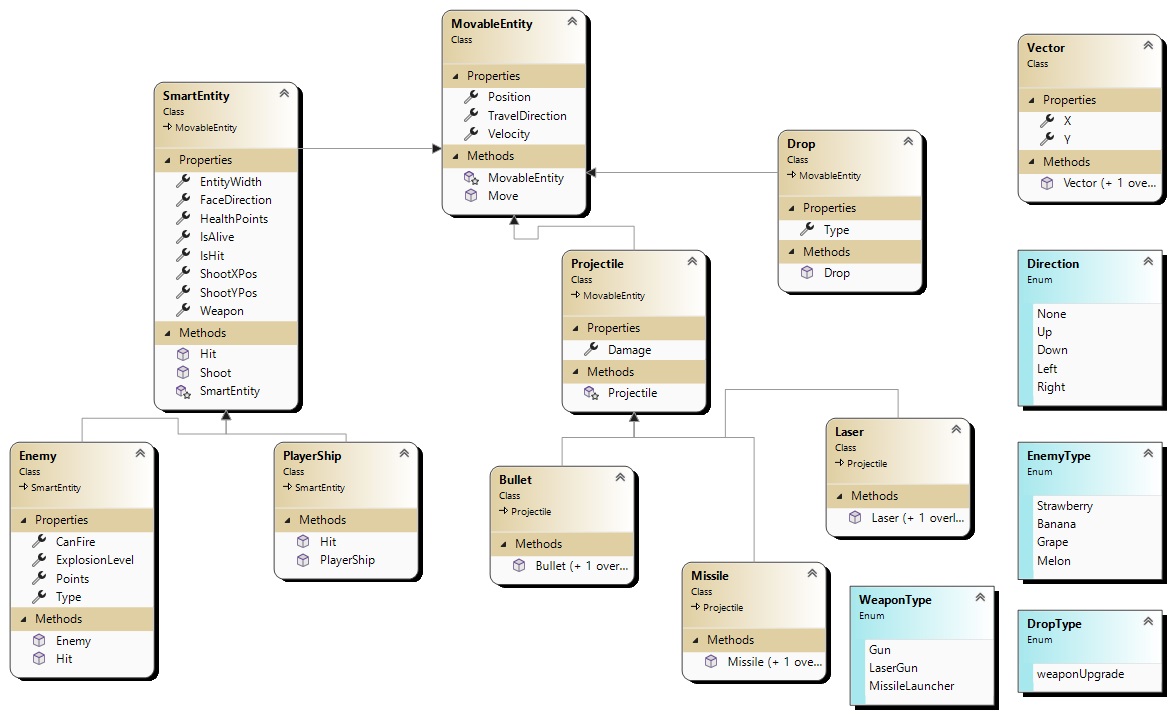 MovableEntity
Class
Properties
Position
TravelDirection
Velocity
Methods
MovableEntity
Move
SmartEntity
Class
MovableEntity
Properties
EntityWidth
FaceDirection
HealthPoints
IsAlive
IsHit
ShootXPos
ShootYPos
Weapon
Methods
Hit
Shoot
SmartEntity
Drop
Class
MovableEntity
Properties
Type
Methods
Drop
Projectile
Class
MovableEntity
Properties
Damage
Methods
Projectile
Enemy
Class
SmartEntity
Properties
CanFire
ExplosionLevel
Points
Type
Methods
Enemy
Hit
PlayerShip
Class
SmartEntity
Methods
Hit
PlayerShip
Bullet
Class
Projectile
Methods
Bullet (+ 1 over...
Laser
Class
Projectile
Methods
Laser (+ 1 overl...
Missile
Class
Projectile
Methods
Missile (+ 1 ove...
Vector
Class
Properties
X
Y
Methods
Vector (+ 1 ove...
Direction
Enum
None
Up
Down
Left
Right
EnemyType
Enum
Strawberry
Banana
Grape
Melon
WeaponType
Enum
Gun
LaserGun
MissileLauncher
DropType
Enum
weaponUpgrade